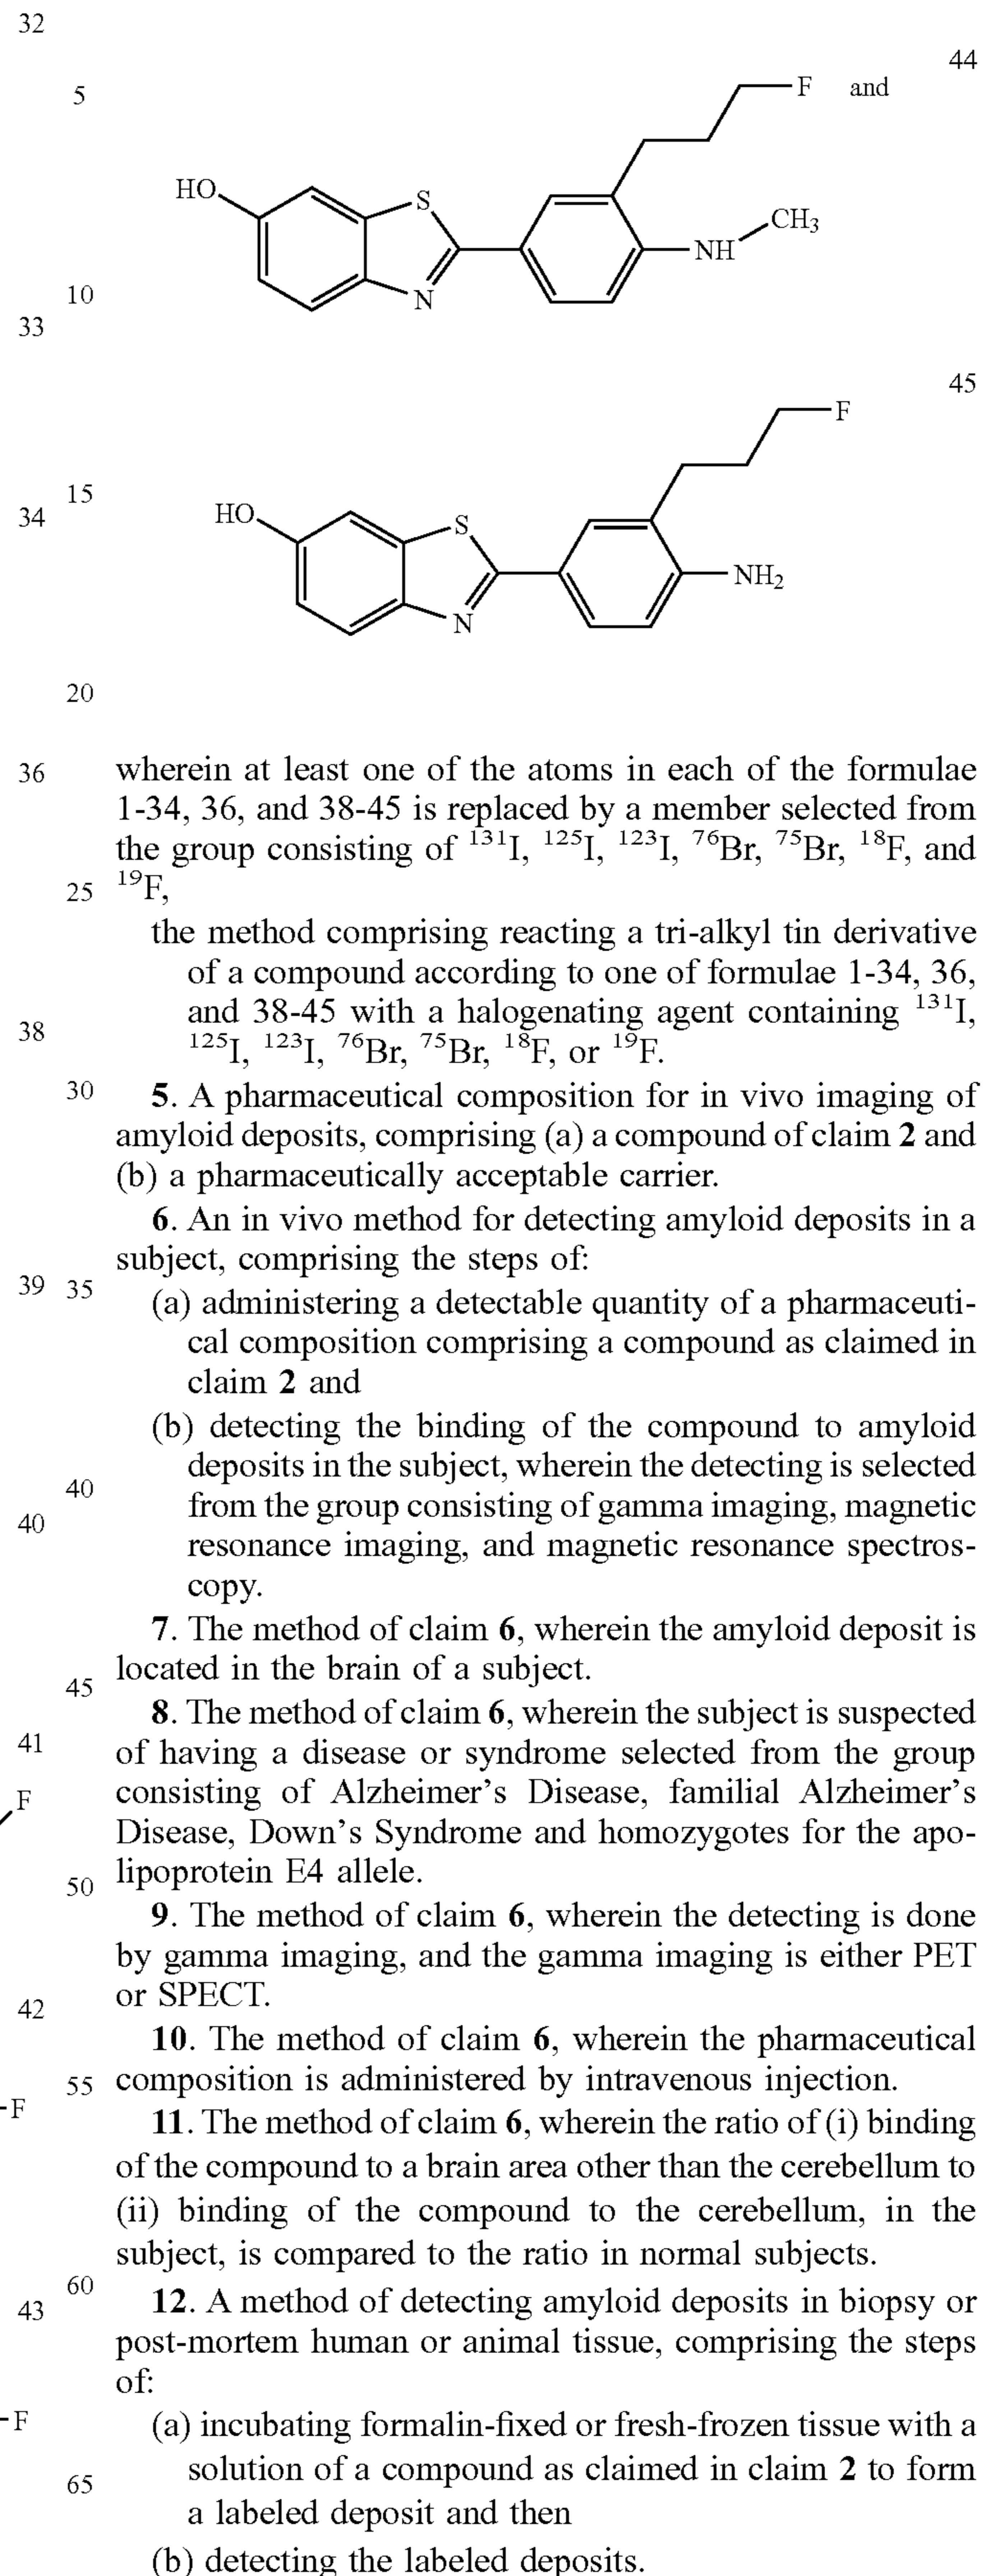 32
44
5
F and
HO
S
CH₃
NH
N
10
33
45
F
15
34
HO
S
NH₂
N
20
36 wherein at least one of the atoms in each of the formulae
1-34, 36, and 38-45 is replaced by a member selected from
the group consisting of ¹³¹I, ¹²⁵I, ¹²³I, ⁷⁶Br, ⁷⁵Br, ¹⁸F, and
25 ¹⁹F,
the method comprising reacting a tri-alkyl tin derivative
of a compound according to one of formulae 1-34, 36,
and 38-45 with a halogenating agent containing ¹³¹I,
38 ¹²⁵I, ¹²³I, ⁷⁶Br, ⁷⁵Br, ¹⁸F, or ¹⁹F.
30 5. A pharmaceutical composition for in vivo imaging of
amyloid deposits, comprising (a) a compound of claim 2 and
(b) a pharmaceutically acceptable carrier.
6. An in vivo method for detecting amyloid deposits in a
subject, comprising the steps of:
39 35 (a) administering a detectable quantity of a pharmaceuti-
cal composition comprising a compound as claimed in
claim 2 and
(b) detecting the binding of the compound to amyloid
deposits in the subject, wherein the detecting is selected
40 from the group consisting of gamma imaging, magnetic
40 resonance imaging, and magnetic resonance spectros-
copy.
7. The method of claim 6, wherein the amyloid deposit is
45 located in the brain of a subject.
8. The method of claim 6, wherein the subject is suspected
41 of having a disease or syndrome selected from the group
F consisting of Alzheimer's Disease, familial Alzheimer's
Disease, Down's Syndrome and homozygotes for the apo-
50 lipoprotein E4 allele.
9. The method of claim 6, wherein the detecting is done
by gamma imaging, and the gamma imaging is either PET
42 or SPECT.
10. The method of claim 6, wherein the pharmaceutical
55 composition is administered by intravenous injection.
F 11. The method of claim 6, wherein the ratio of (i) binding
of the compound to a brain area other than the cerebellum to
(ii) binding of the compound to the cerebellum, in the
subject, is compared to the ratio in normal subjects.
60
43 12. A method of detecting amyloid deposits in biopsy or
post-mortem human or animal tissue, comprising the steps
of:
F (a) incubating formalin-fixed or fresh-frozen tissue with a
65 solution of a compound as claimed in claim 2 to form
a labeled deposit and then
(b) detecting the labeled deposits.